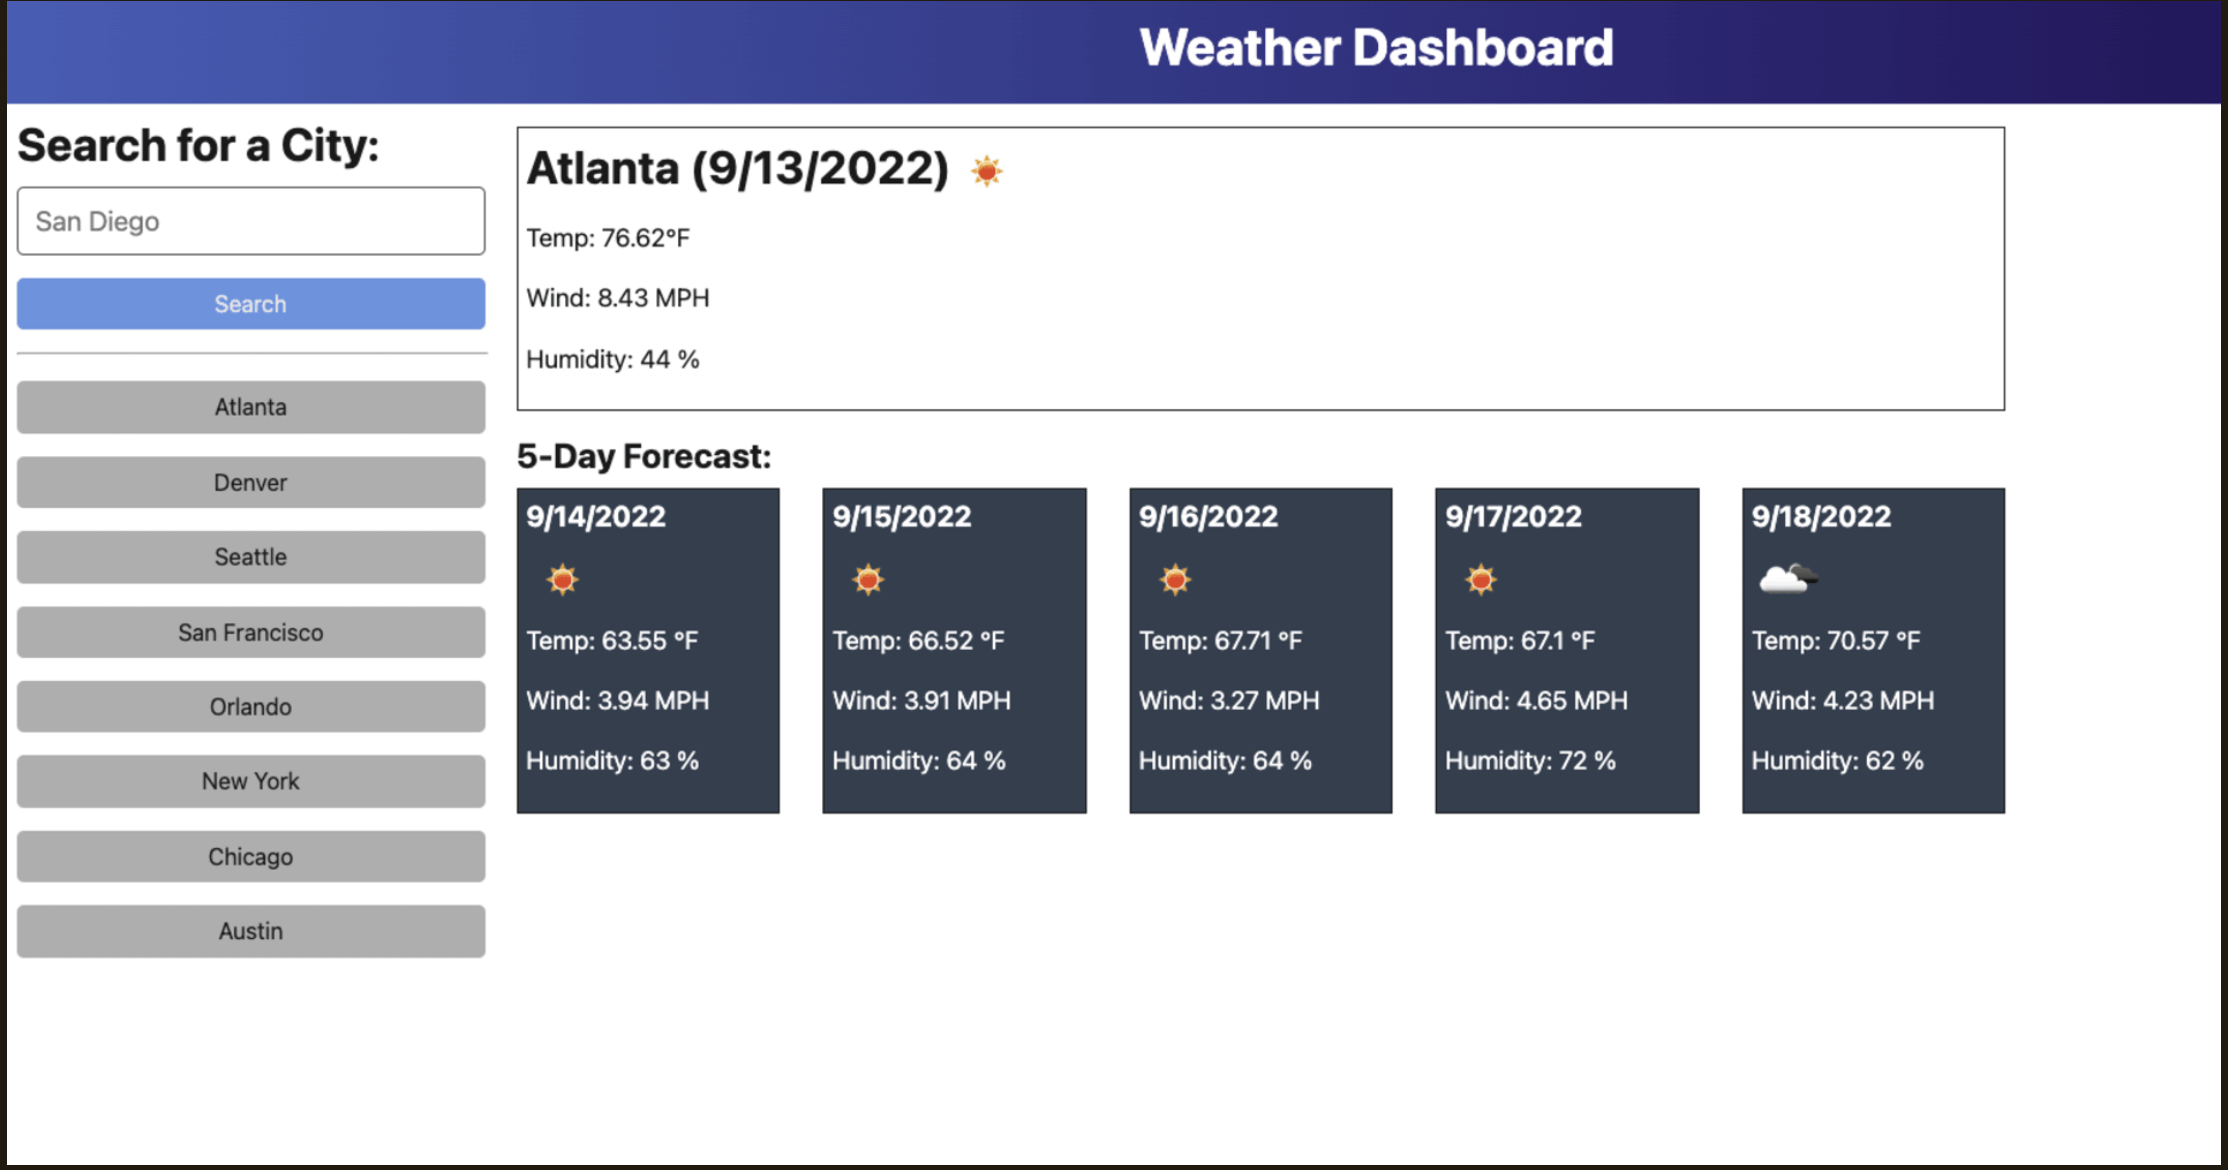 Weather Dashboard
Search for a City:
San Diego
Search
Atlanta
Denver
Seattle
San Francisco
Orlando
New York
Chicago
Austin
Atlanta (9/13/2022)
Temp: 76.62°F
Wind: 8.43 MPH
Humidity: 44 %
5-Day Forecast:
9/14/2022
Temp: 63.55 °F
Wind: 3.94 MPH
Humidity: 63 %
9/15/2022
Temp: 66.52 °F
Wind: 3.91 MPH
Humidity: 64 %
9/16/2022
Temp: 67.71 °F
Wind: 3.27 MPH
Humidity: 64 %
9/17/2022
Temp: 67.1 °F
Wind: 4.65 MPH
Humidity: 72 %
9/18/2022
Temp: 70.57 °F
Wind: 4.23 MPH
Humidity: 62 %